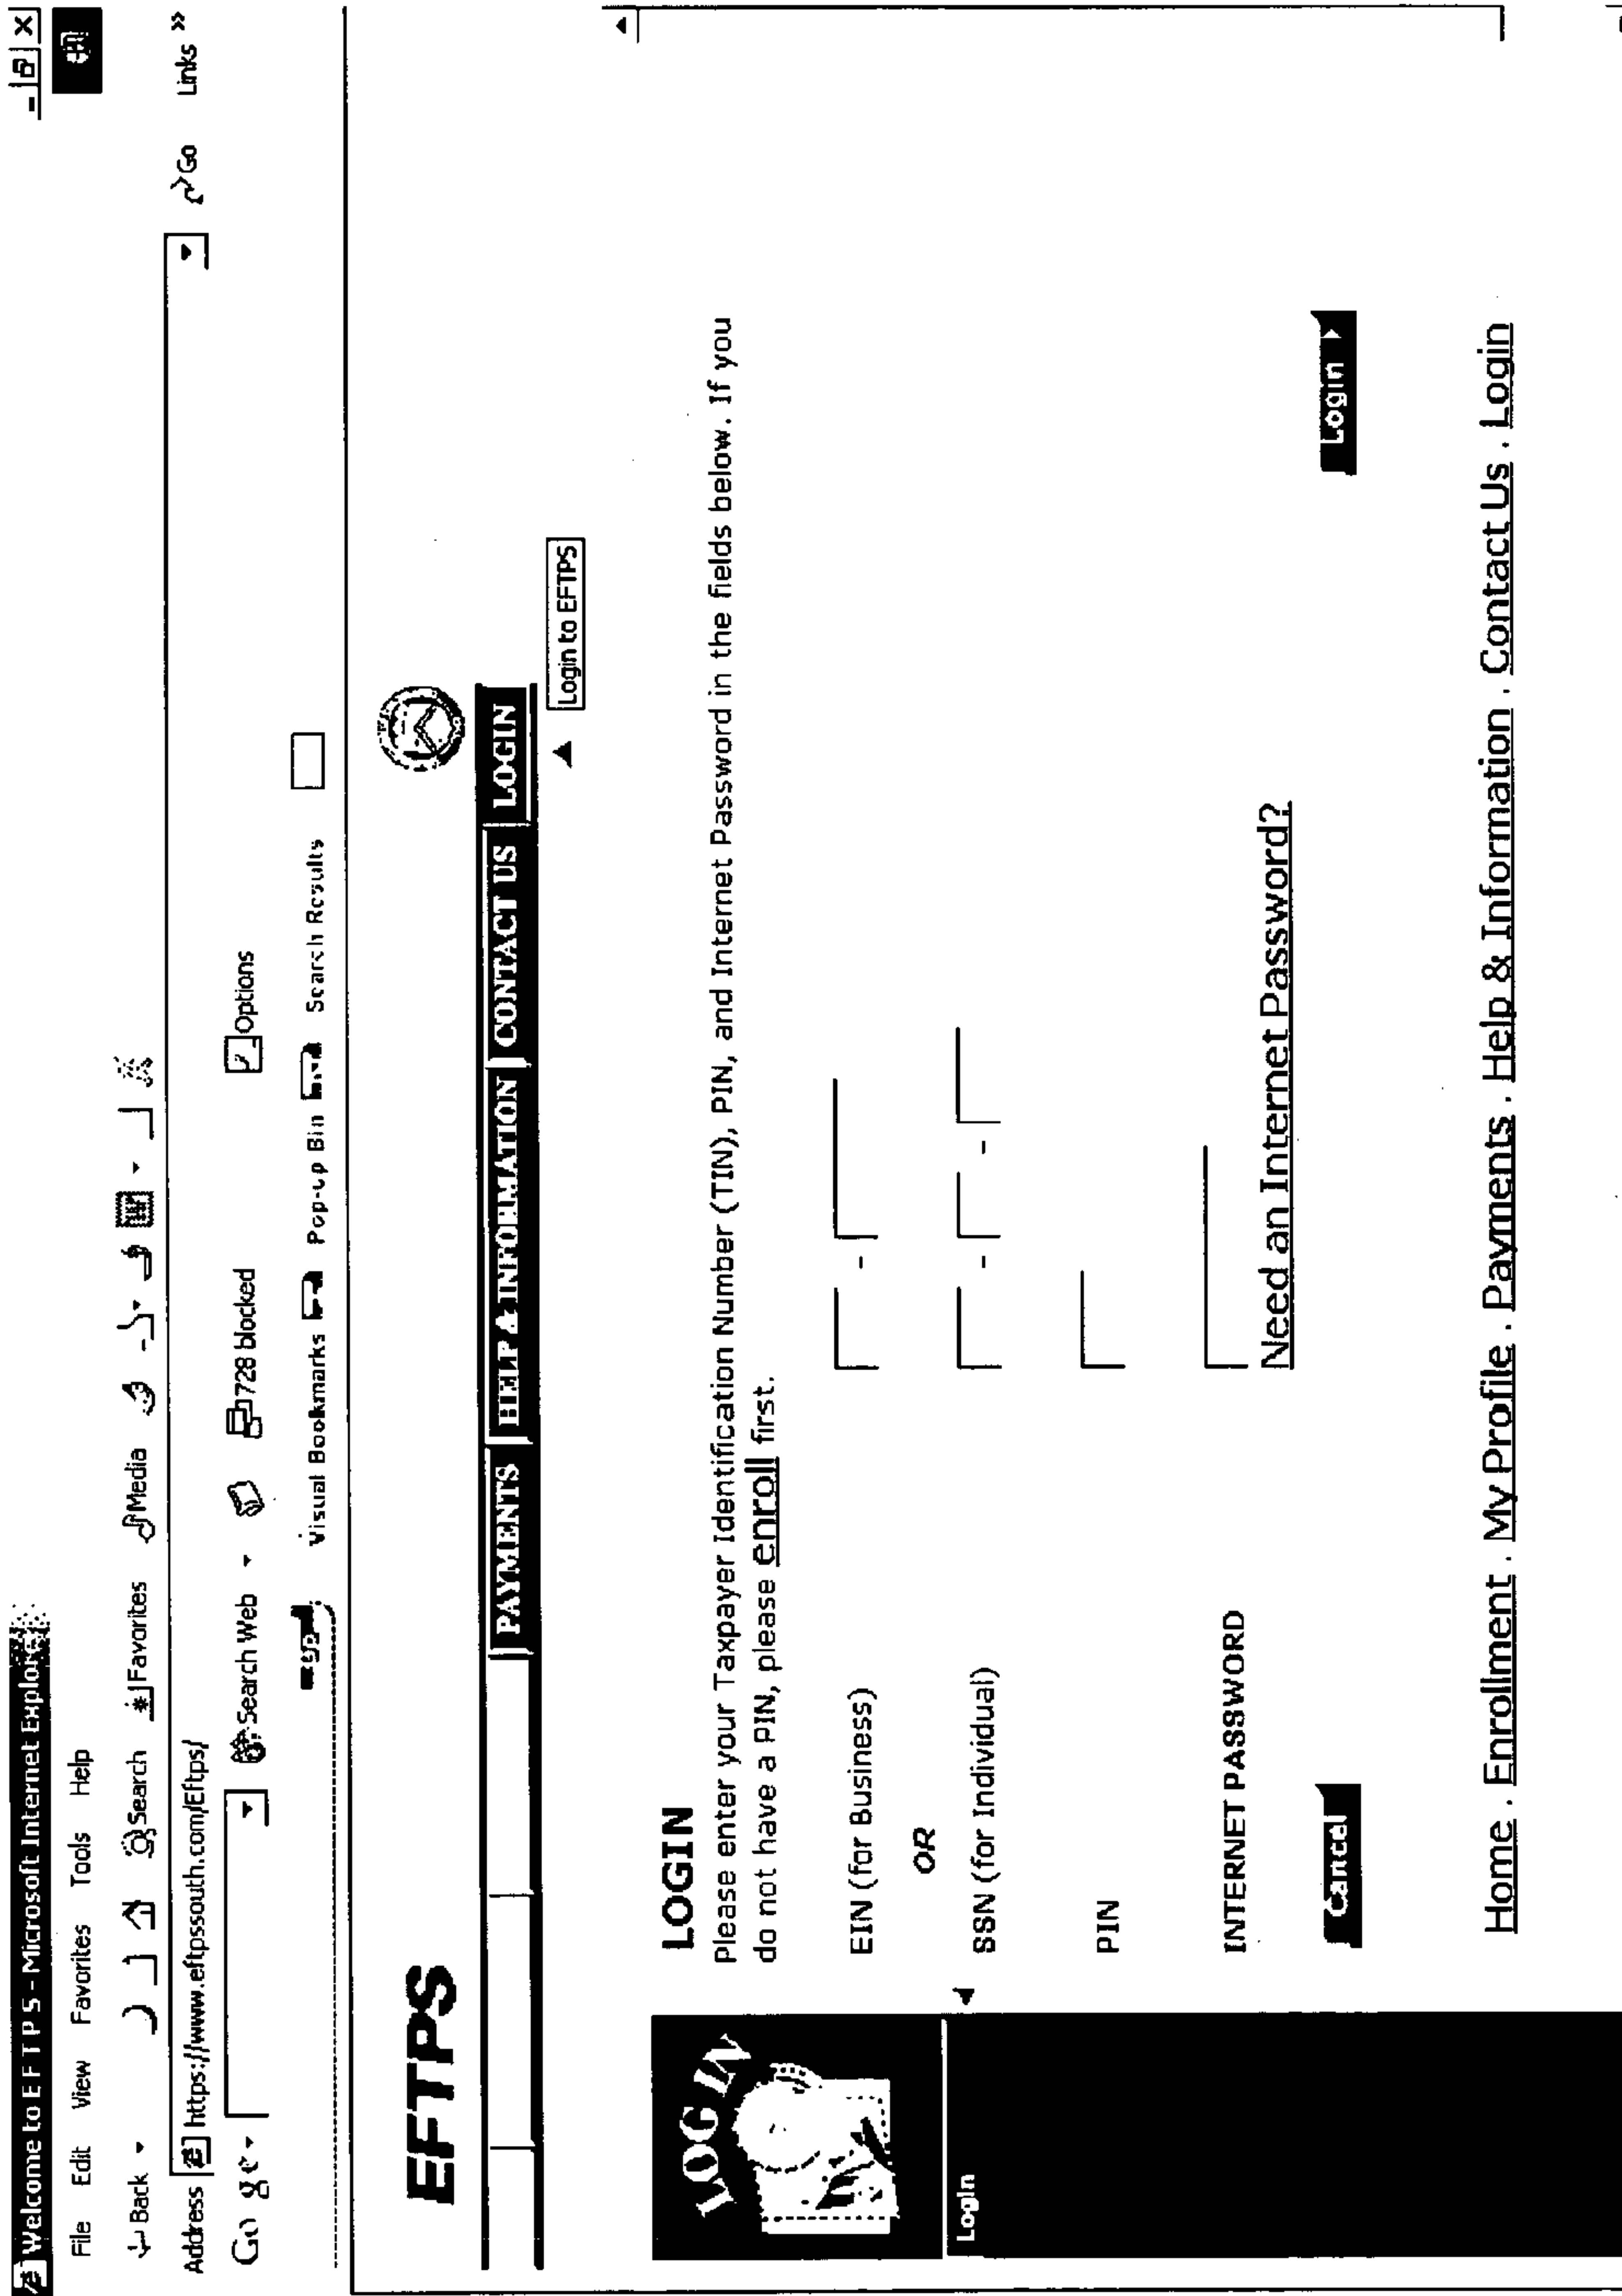 Welcome to E F T P S - Microsoft Internet Explorer
File Edit View Favorites Tools Help
Back Search Favorites Media
Address https://www.eftpssouth.com/Eftps/ Go Links »
Search Web 728 blocked Options
Visual Bookmarks Pop-up Bin Search Results
EFTPS
PAYMENTS HELP & INFORMATION CONTACT US LOGIN
Login to EFTPS
LOGIN
Login
LOGIN
Please enter your Taxpayer Identification Number (TIN), PIN, and Internet Password in the fields below. If you
do not have a PIN, please enroll first.
EIN (for Business) -
OR
SSN (for Individual) - -
PIN
INTERNET PASSWORD
Need an Internet Password?
Cancel Login
Home . Enrollment . My Profile . Payments . Help & Information . Contact Us . Login